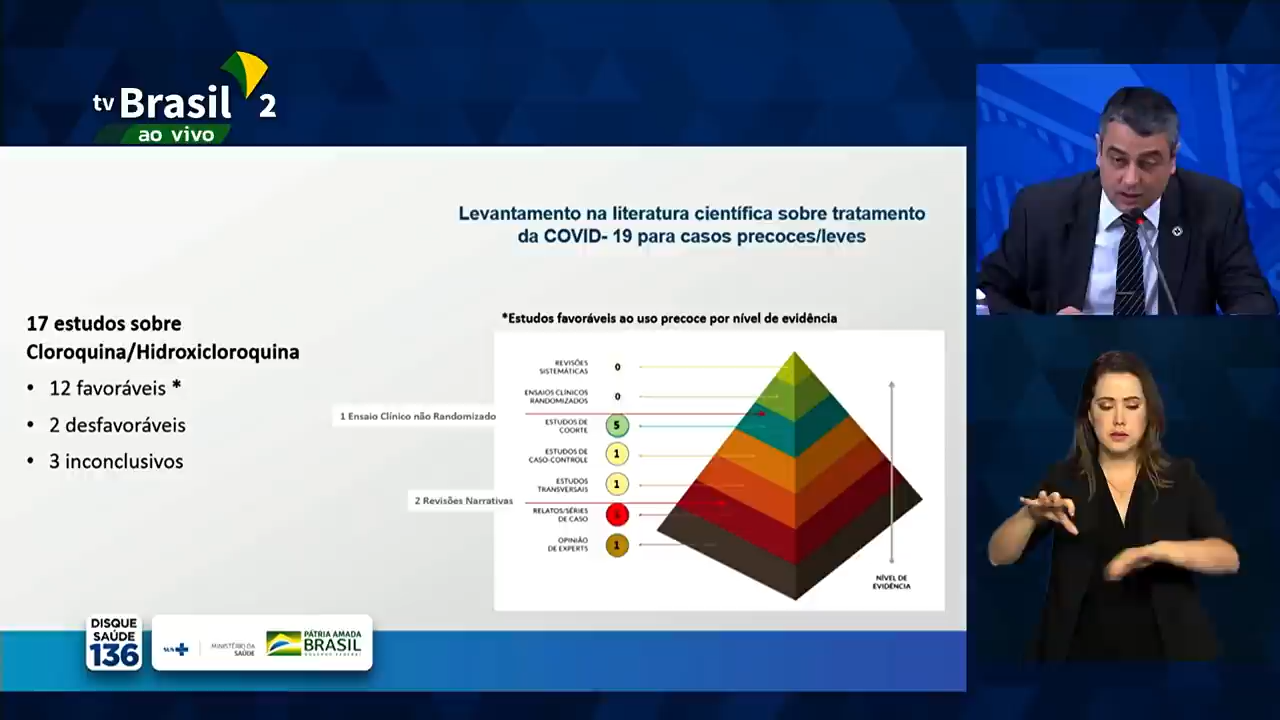 tv Brasil 2
ao vivo
Levantamento na literatura científica sobre tratamento
da COVID- 19 para casos precoces/leves
17 estudos sobre
Cloroquina/Hidroxicloroquina
• 12 favoráveis *
• 2 desfavoráveis
• 3 inconclusivos
*Estudos favoráveis ao uso precoce por nível de evidência
REVISÕES
SISTEMÁTICAS 0
ENSAIOS CLÍNICOS
RANDOMIZADOS 0
1 Ensaio Clínico não Randomizado
ESTUDOS DE
COORTE 5
ESTUDOS DE
CASO-CONTROLE 1
ESTUDOS
TRANSVERSAIS 1
2 Revisões Narrativas
RELATOS/SÉRIES
DE CASO
OPINIÃO
DE EXPERTS 1
NÍVEL DE
EVIDÊNCIA
DISQUE
SAÚDE
136
SUS
MINISTÉRIO DA
SAÚDE
PÁTRIA AMADA
BRASIL
GOVERNO FEDERAL